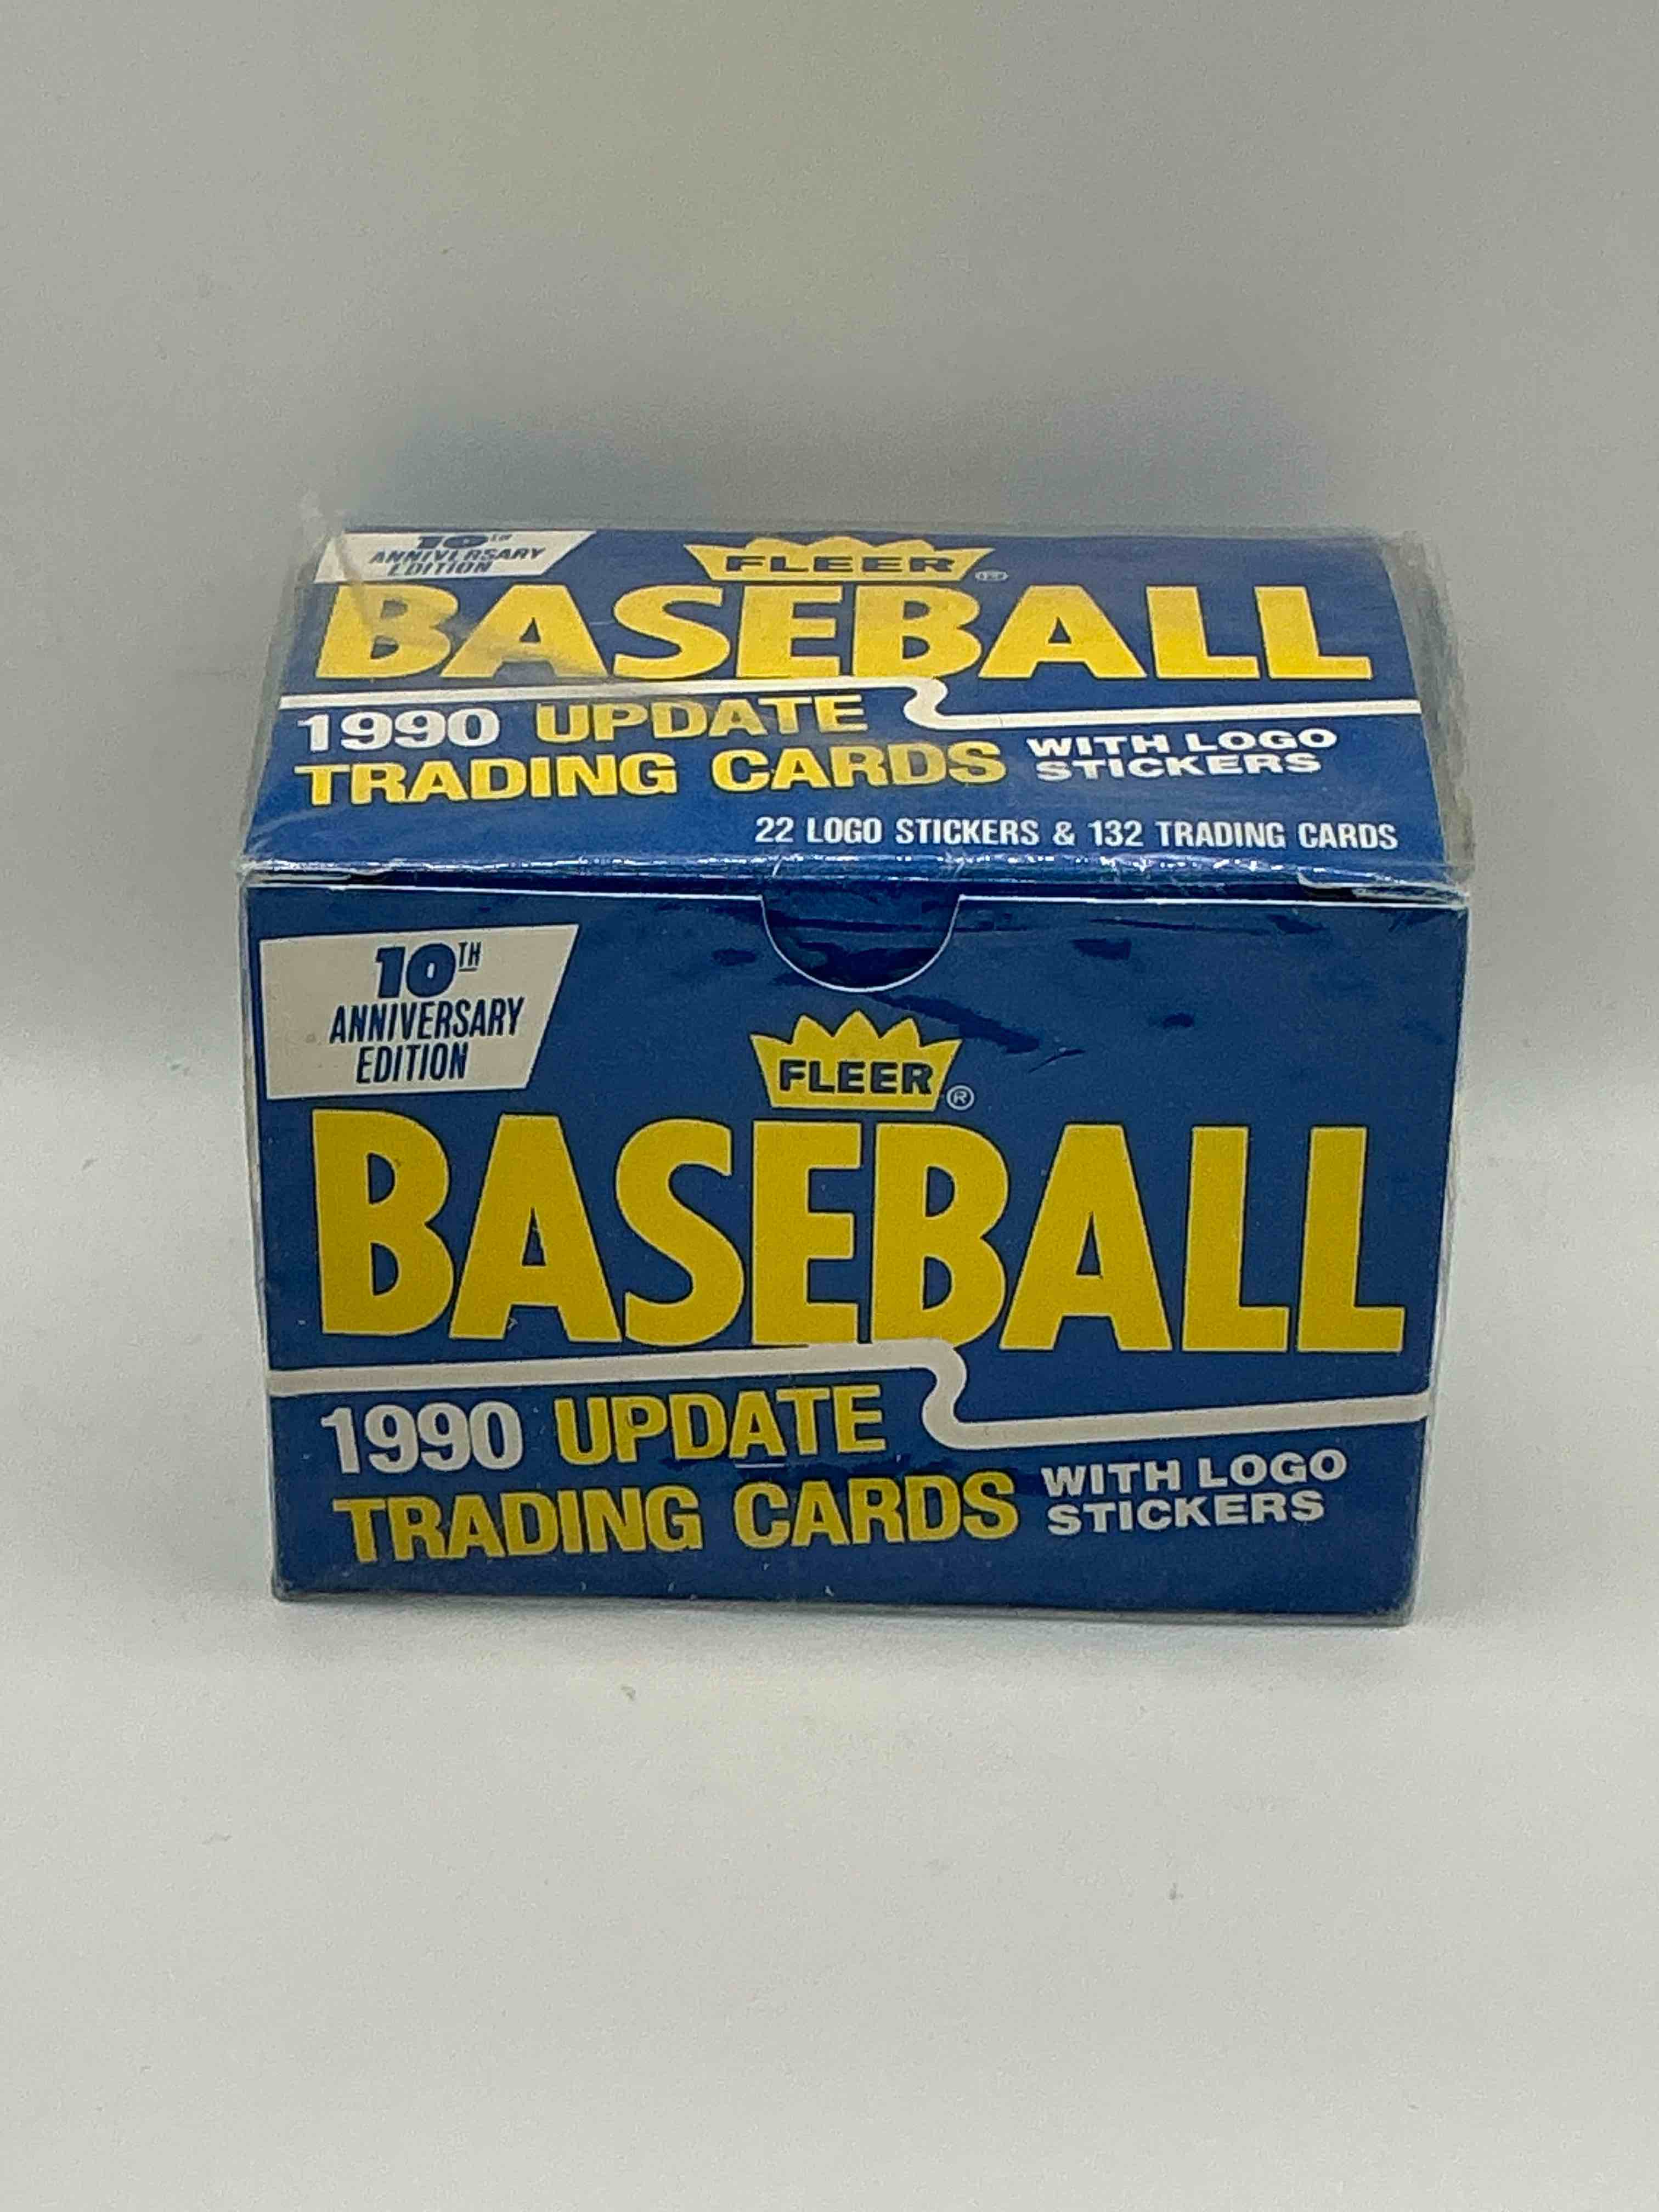 10TH
ANNIVERSARY
EDITION
FLEER®
BASEBALL
1990 UPDATE
TRADING CARDS WITH LOGO
STICKERS
22 LOGO STICKERS & 132 TRADING CARDS
10TH
ANNIVERSARY
EDITION
FLEER®
BASEBALL
1990 UPDATE
TRADING CARDS WITH LOGO
STICKERS